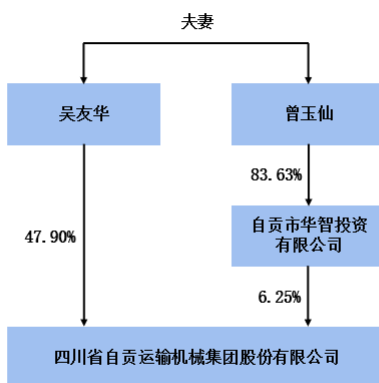 夫妻
吴友华
曾玉仙
83.63%
自贡市华智投资
有限公司
47.90%
6.25%
四川省自贡运输机械集团股份有限公司